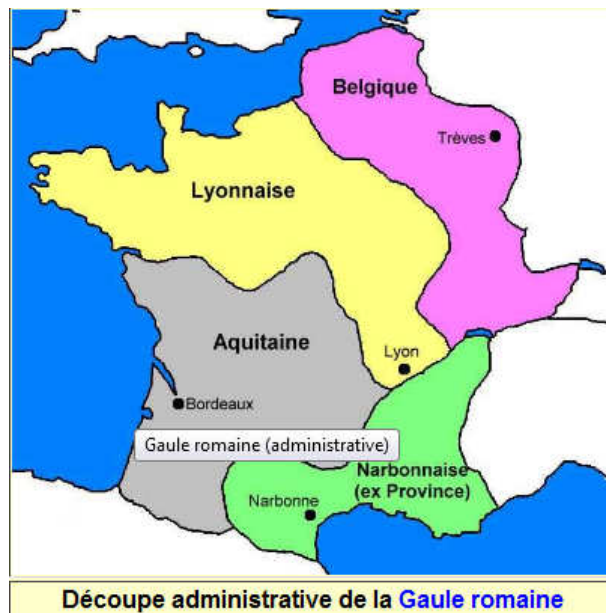 Belgique
Trèves
Lyonnaise
Aquitaine
Lyon
Bordeaux
Gaule romaine (administrative)
Narbonnaise
(ex Province)
Narbonne
Découpe administrative de la Gaule romaine